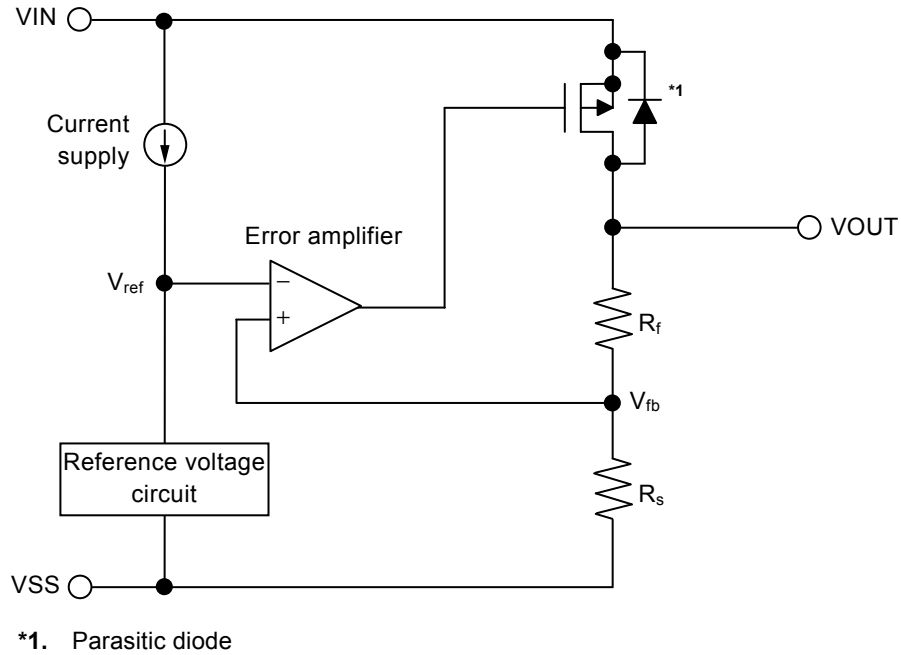 VIN
*1
Current
supply
Error amplifier
VOUT
Vref
−
+
Rf
Vfb
Reference voltage
circuit
Rs
VSS
*1. Parasitic diode